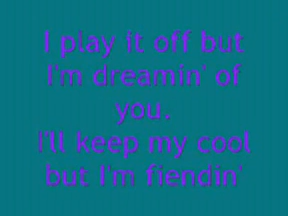 I play it off but
I'm dreamin' of
you.
I'll keep my cool
but I'm fiendin'